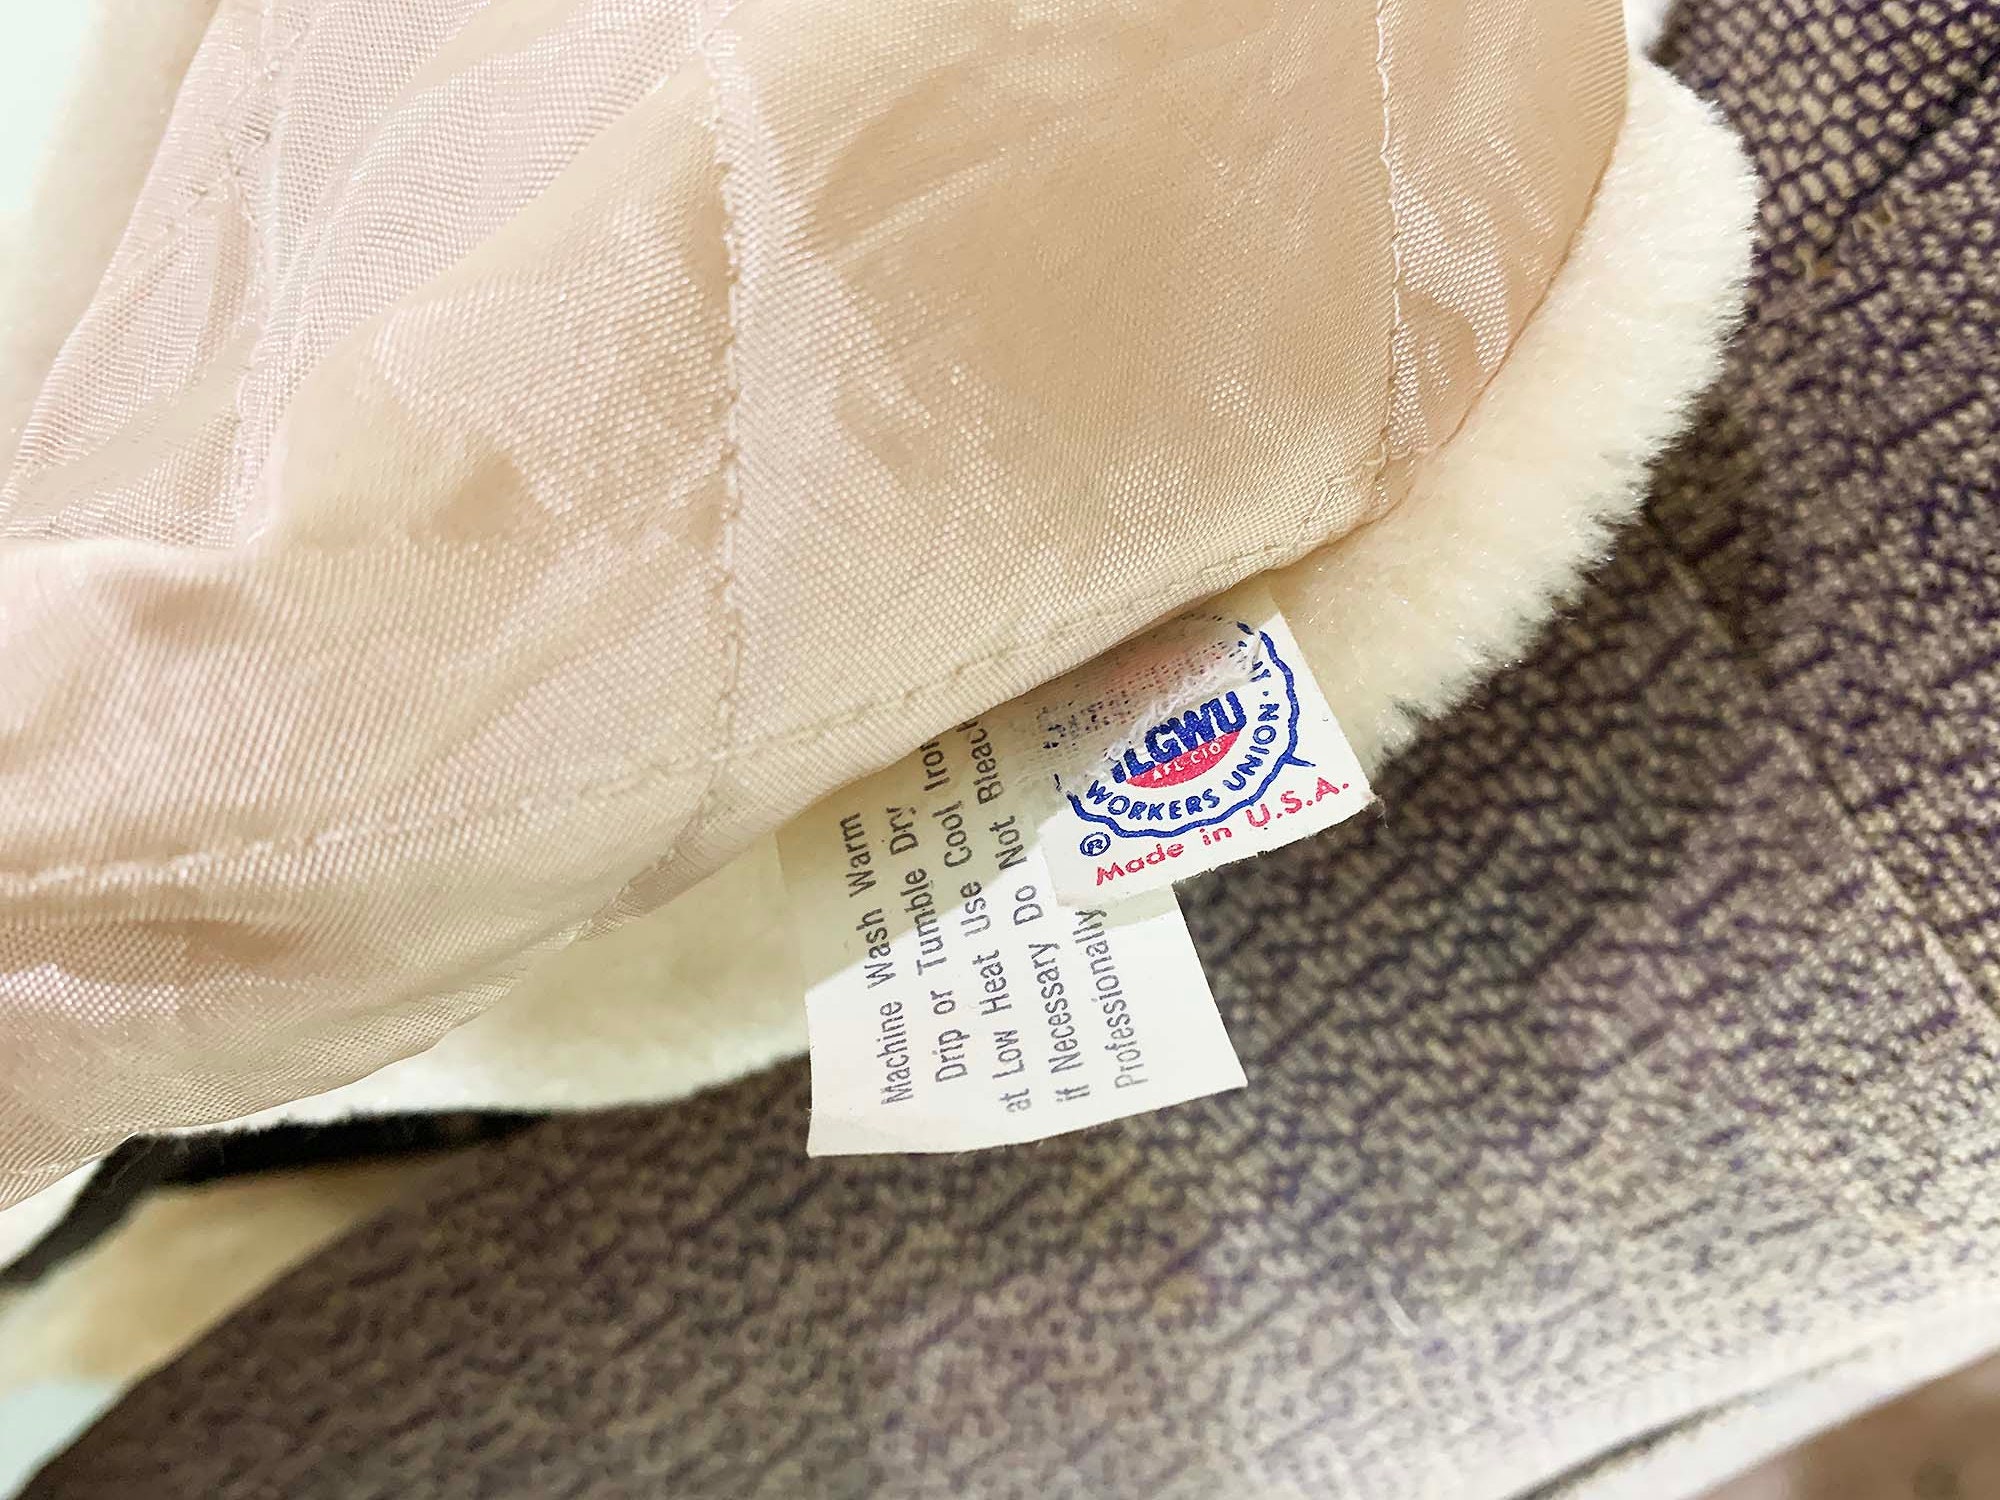 ILGWU
AFL-CIO
WORKERS UNION
®
Made in U.S.A.
Machine Wash Warm
Drip or Tumble Dry
at Low Heat Use Cool Iron
if Necessary Do Not Bleach
Professionally